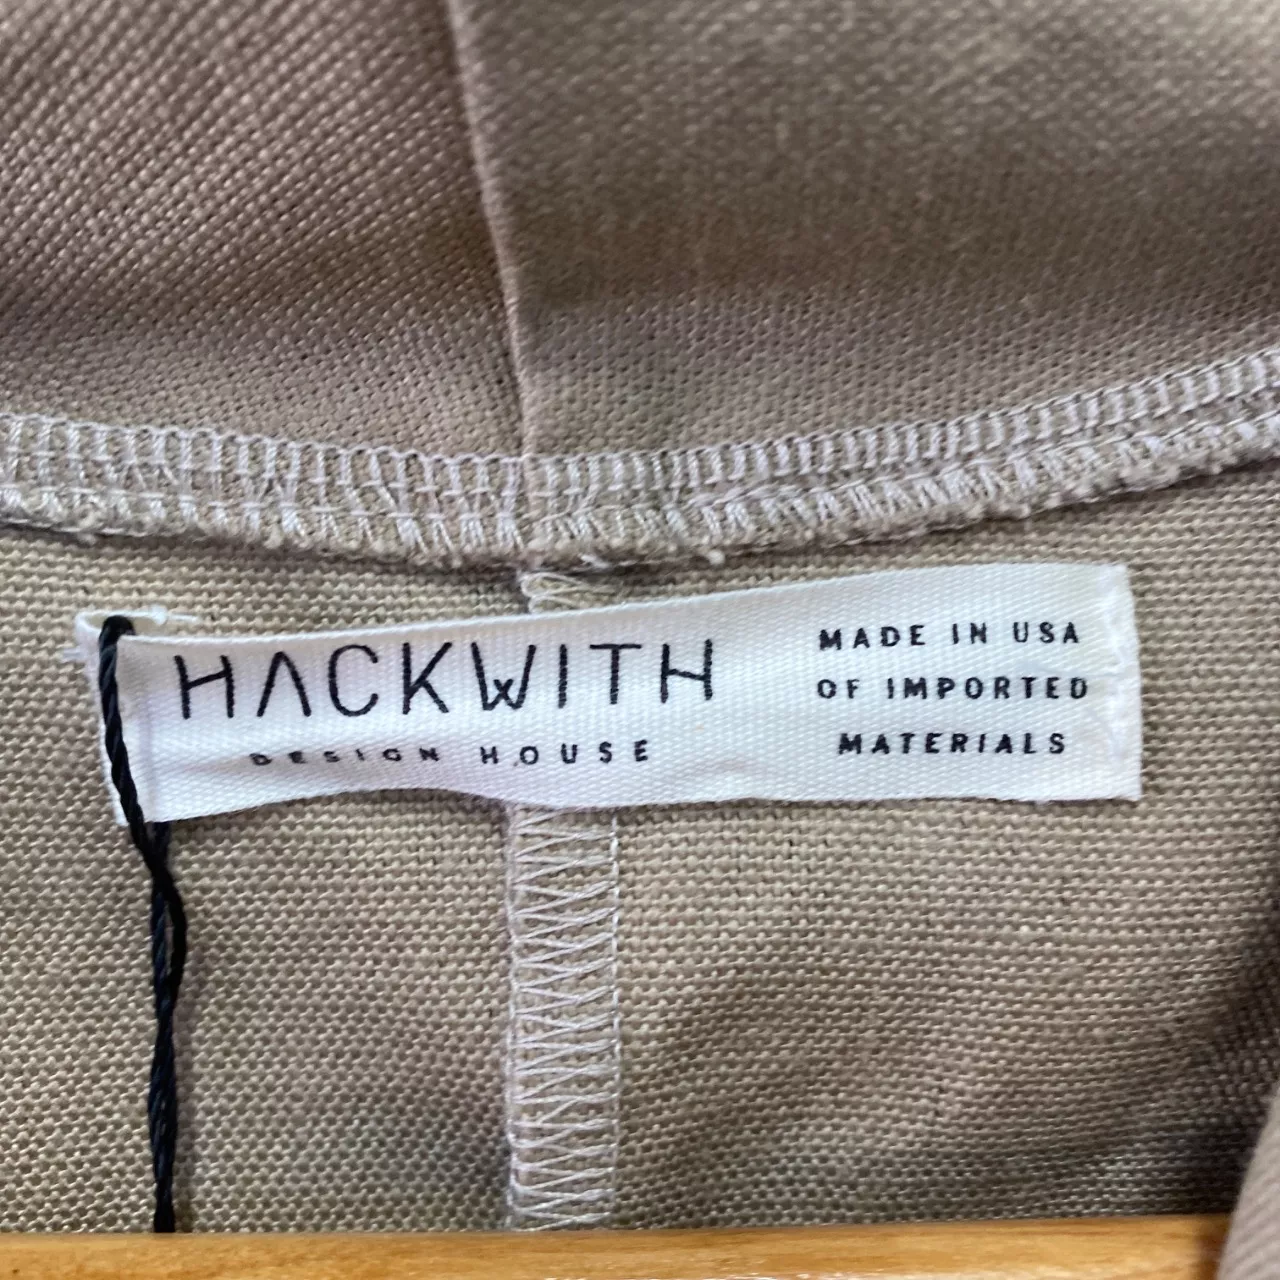 HACKWITH
DESIGN HOUSE
MADE IN USA
OF IMPORTED
MATERIALS